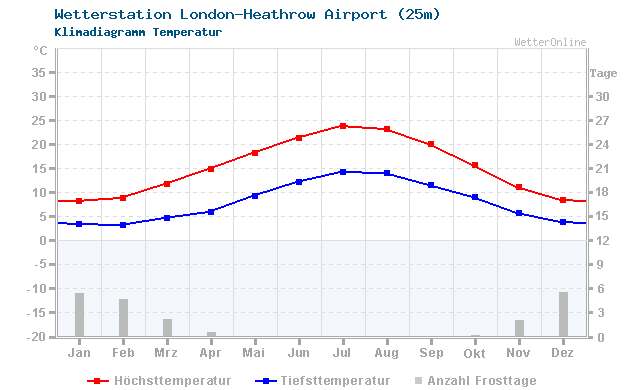 Wetterstation London-Heathrow Airport (25m)
Klimadiagramm Temperatur
WetterOnline
°C
Tage
35
30 30
25 27
20 24
15 21
10 18
5 15
0 12
-5 9
-10 6
-15 3
-20 0
Jan Feb Mrz Apr Mai Jun Jul Aug Sep Okt Nov Dez
Höchsttemperatur Tiefsttemperatur Anzahl Frosttage